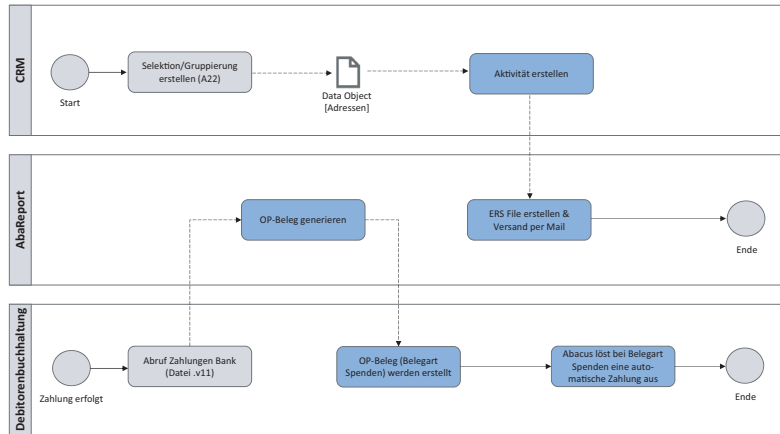 CRM
Start
Selektion/Gruppierung
erstellen (A22)
Data Object
[Adressen]
Aktivität erstellen
AbaReport
OP-Beleg generieren
ERS File erstellen &
Versand per Mail
Ende
Debitorenbuchhaltung
Zahlung erfolgt
Abruf Zahlungen Bank
(Datei .v11)
OP-Beleg (Belegart
Spenden) werden erstellt
Abacus löst bei Belegart
Spenden eine auto-
matische Zahlung aus
Ende